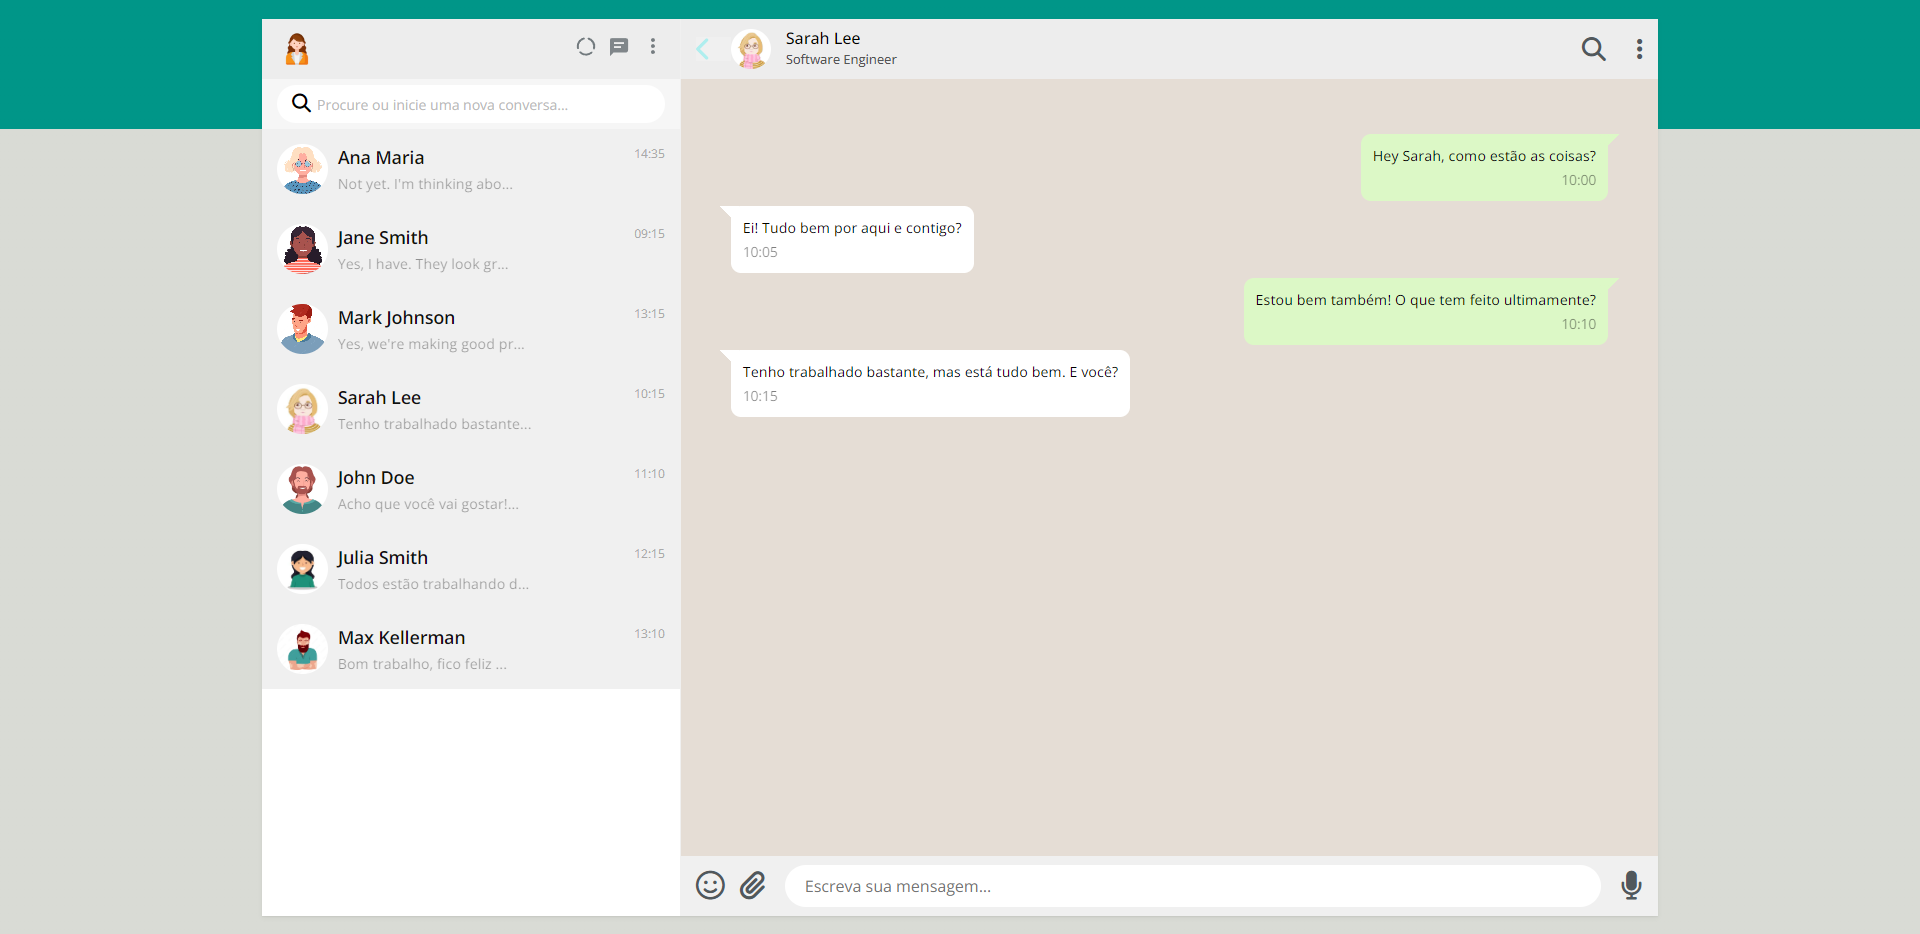 Procure ou inicie uma nova conversa...
Ana Maria
14:35
Not yet. I'm thinking abo...
Jane Smith
09:15
Yes, I have. They look gr...
Mark Johnson
13:15
Yes, we're making good pr...
Sarah Lee
10:15
Tenho trabalhado bastante...
John Doe
11:10
Acho que você vai gostar!...
Julia Smith
12:15
Todos estão trabalhando d...
Max Kellerman
13:10
Bom trabalho, fico feliz ...
Sarah Lee
Software Engineer
Hey Sarah, como estão as coisas?
10:00
Ei! Tudo bem por aqui e contigo?
10:05
Estou bem também! O que tem feito ultimamente?
10:10
Tenho trabalhado bastante, mas está tudo bem. E você?
10:15
Escreva sua mensagem...